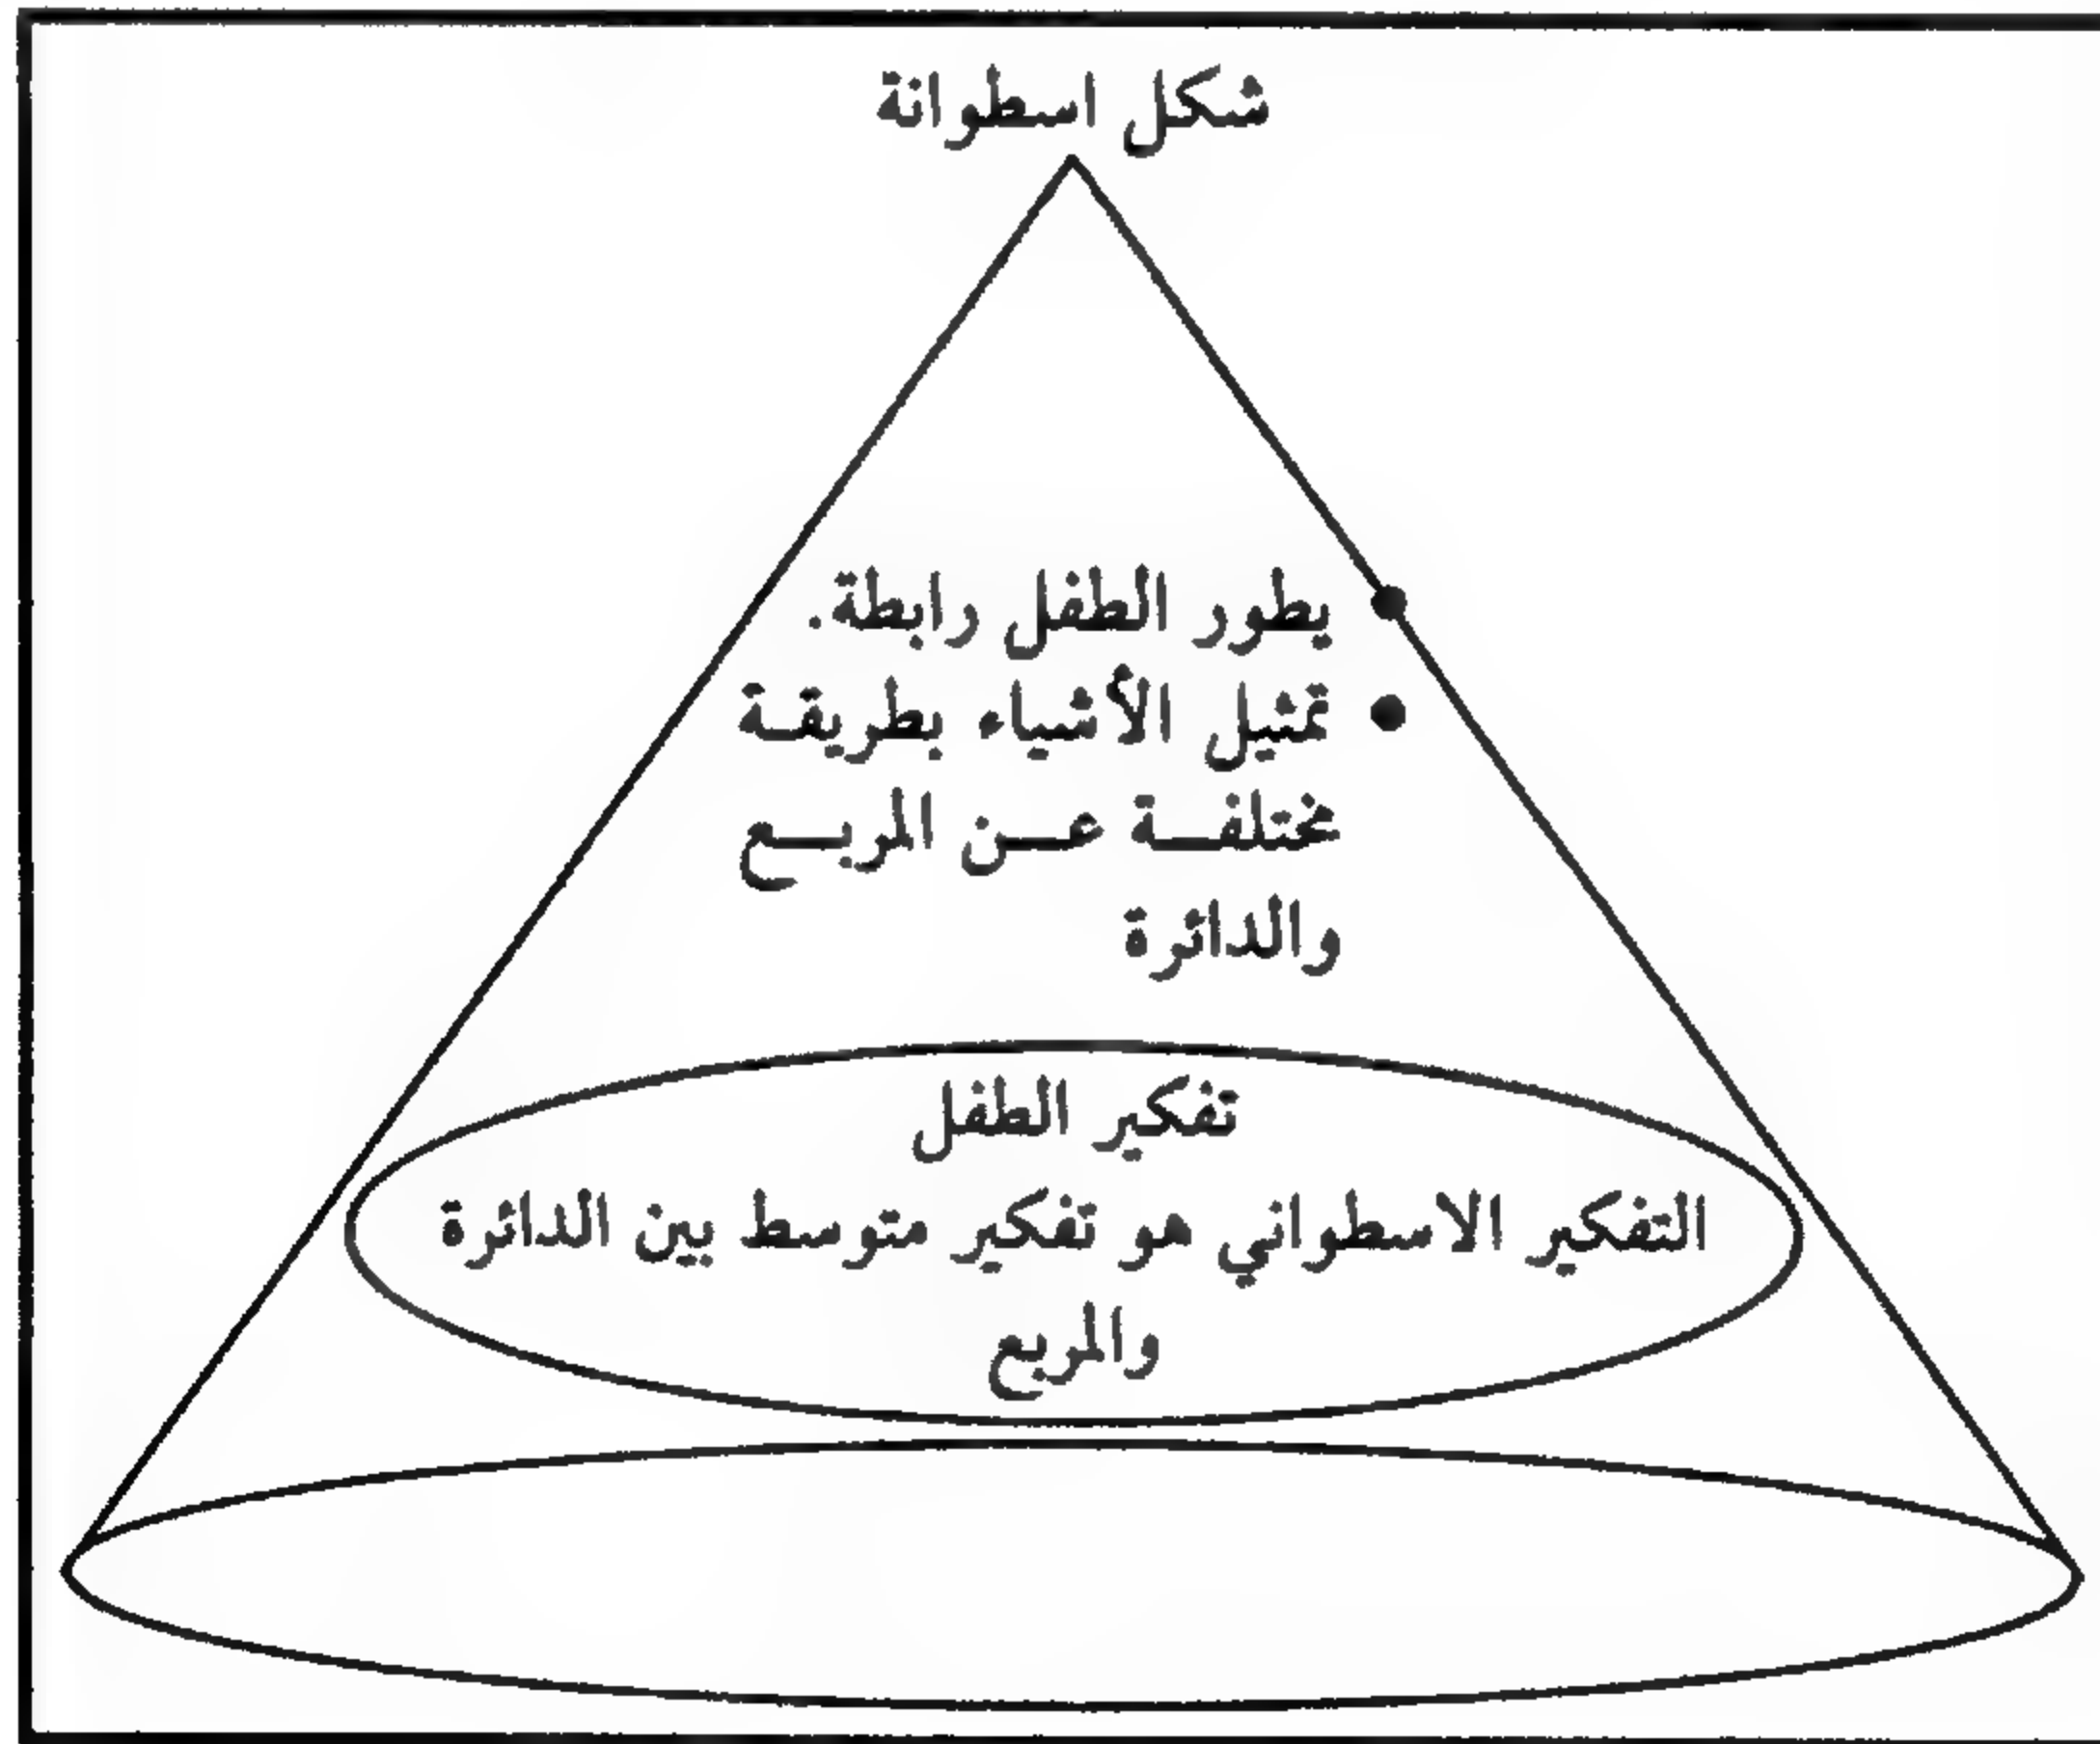 شكل اسطوانة
● يطور الطفل رابطة.
● تمثيل الأشياء بطريقة
مختلفة عن المربع
والدائرة
تفكير الطفل
التفكير الاسطواني هو تفكير متوسط بين الدائرة
والمربع